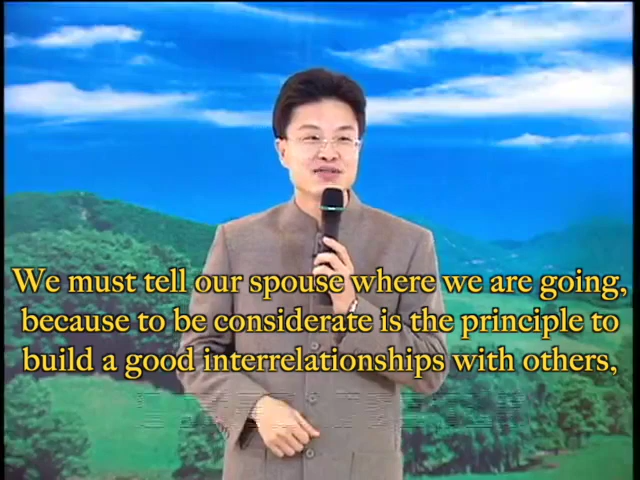 We must tell our spouse where we are going,
because to be considerate is the principle to
build a good interrelationships with others,